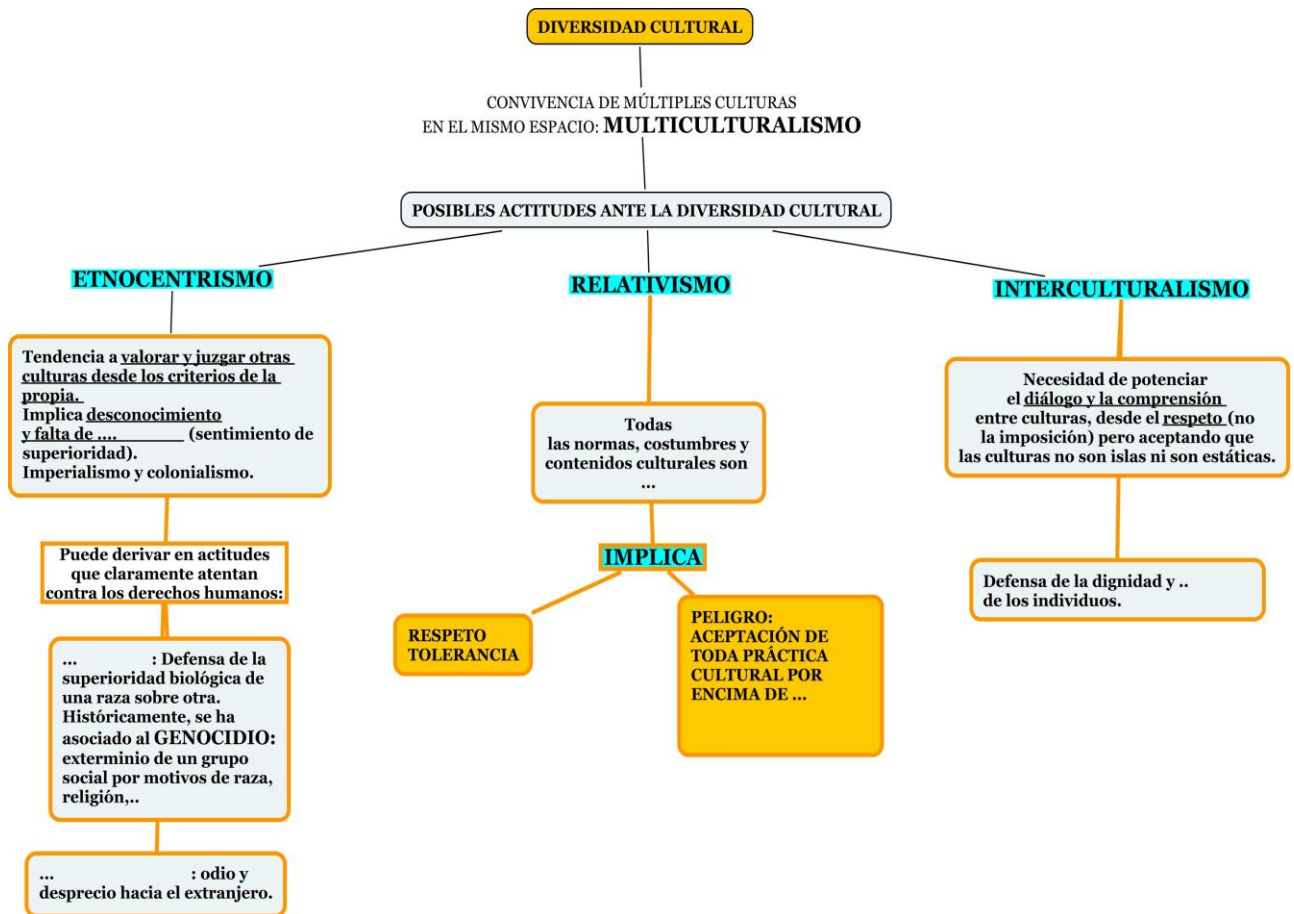 DIVERSIDAD CULTURAL
CONVIVENCIA DE MÚLTIPLES CULTURAS
EN EL MISMO ESPACIO: MULTICULTURALISMO
POSIBLES ACTITUDES ANTE LA DIVERSIDAD CULTURAL
ETNOCENTRISMO
Tendencia a valorar y juzgar otras
culturas desde los criterios de la
propia.
Implica desconocimiento
y falta de .... (sentimiento de
superioridad).
Imperialismo y colonialismo.
Puede derivar en actitudes
que claramente atentan
contra los derechos humanos:
... : Defensa de la
superioridad biológica de
una raza sobre otra.
Históricamente, se ha
asociado al GENOCIDIO:
exterminio de un grupo
social por motivos de raza,
religión,..
... : odio y
desprecio hacia el extranjero.
RELATIVISMO
Todas
las normas, costumbres y
contenidos culturales son
...
IMPLICA
RESPETO
TOLERANCIA
PELIGRO:
ACEPTACIÓN DE
TODA PRÁCTICA
CULTURAL POR
ENCIMA DE ...
INTERCULTURALISMO
Necesidad de potenciar
el diálogo y la comprensión
entre culturas, desde el respeto (no
la imposición) pero aceptando que
las culturas no son islas ni son estáticas.
Defensa de la dignidad y ..
de los individuos.